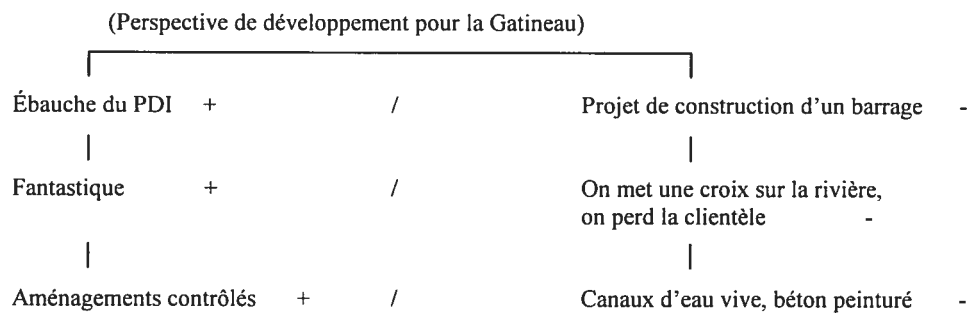 (Perspective de développement pour la Gatineau)
Ébauche du PDI + / Projet de construction d'un barrage -
Fantastique + / On met une croix sur la rivière,
on perd la clientèle -
Aménagements contrôlés + / Canaux d'eau vive, béton peinturé -